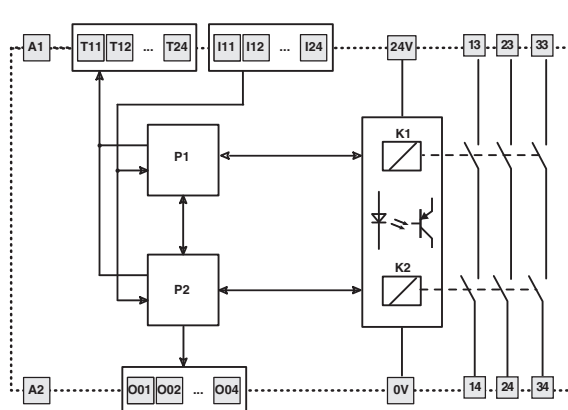 A1 T11 T12 ... T24 I11 I12 ... I24 24V 13 23 33
K1
P1
K2
P2
A2 O01 O02 ... O04 0V 14 24 34